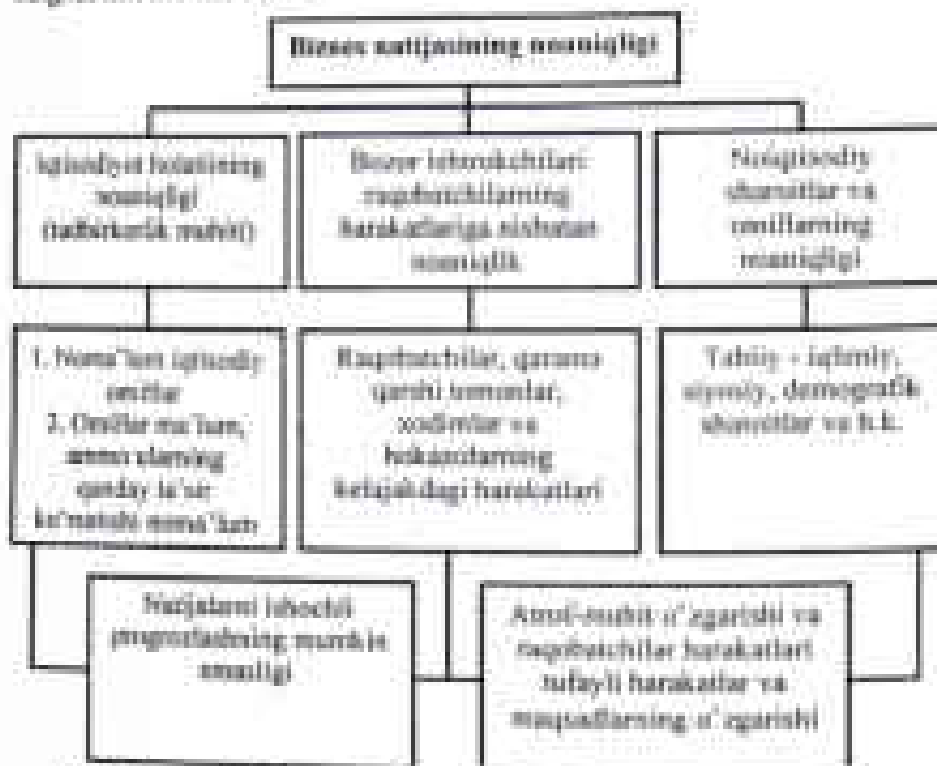 Biznes natijasining noaniqligi
Iqtisodiyot holatining
noaniqligi
(tadbirkorlik muhiti)
Bozor ishtirokchilari
raqobatchilarning
harakatlariga nisbatan
noaniqlik
Noiqtisodiy
sharoitlar va
omillarning
noaniqligi
1. Noma'lum iqtisodiy
omillar
2. Omillar ma'lum,
ammo ularning
qanday ta'sir
ko'rsatishi noma'lum
Raqobatchilar, qarama
qarshi tomonlar,
xodimlar va
hokazolarning
kelajakdagi harakatlari
Tabiiy - iqlimiy,
siyosiy, demografik
sharoitlar va h.k.
Natijalarni ishochli
prognozlashning mumkin
emasligi
Atrof-muhit o'zgarishi va
raqobatchilar harakatlari
tufayli harakatlar va
maqsadlarning o'zgarishi